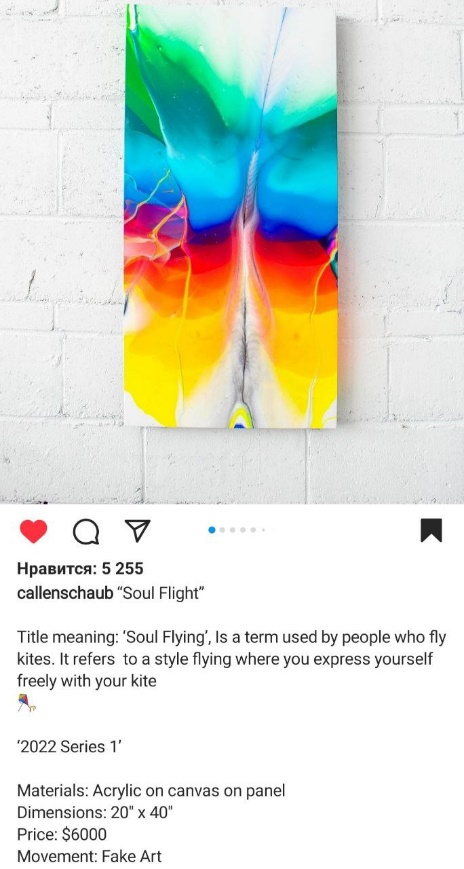 Нравится: 5 255
callenschaub “Soul Flight”
Title meaning: ‘Soul Flying’, Is a term used by people who fly
kites. It refers  to a style flying where you express yourself
freely with your kite
🪁
‘2022 Series 1’
Materials: Acrylic on canvas on panel
Dimensions: 20" x 40"
Price: $6000
Movement: Fake Art